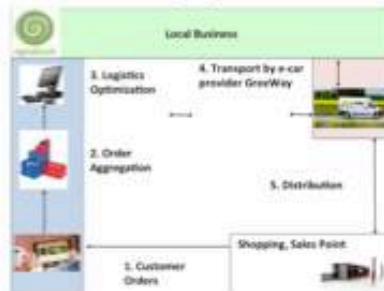 Local Business
3. Logistics
Optimization
4. Transport by e-car
provider GreeWay
2. Order
Aggregation
5. Distribution
Shopping, Sales Point
1. Customer
Orders